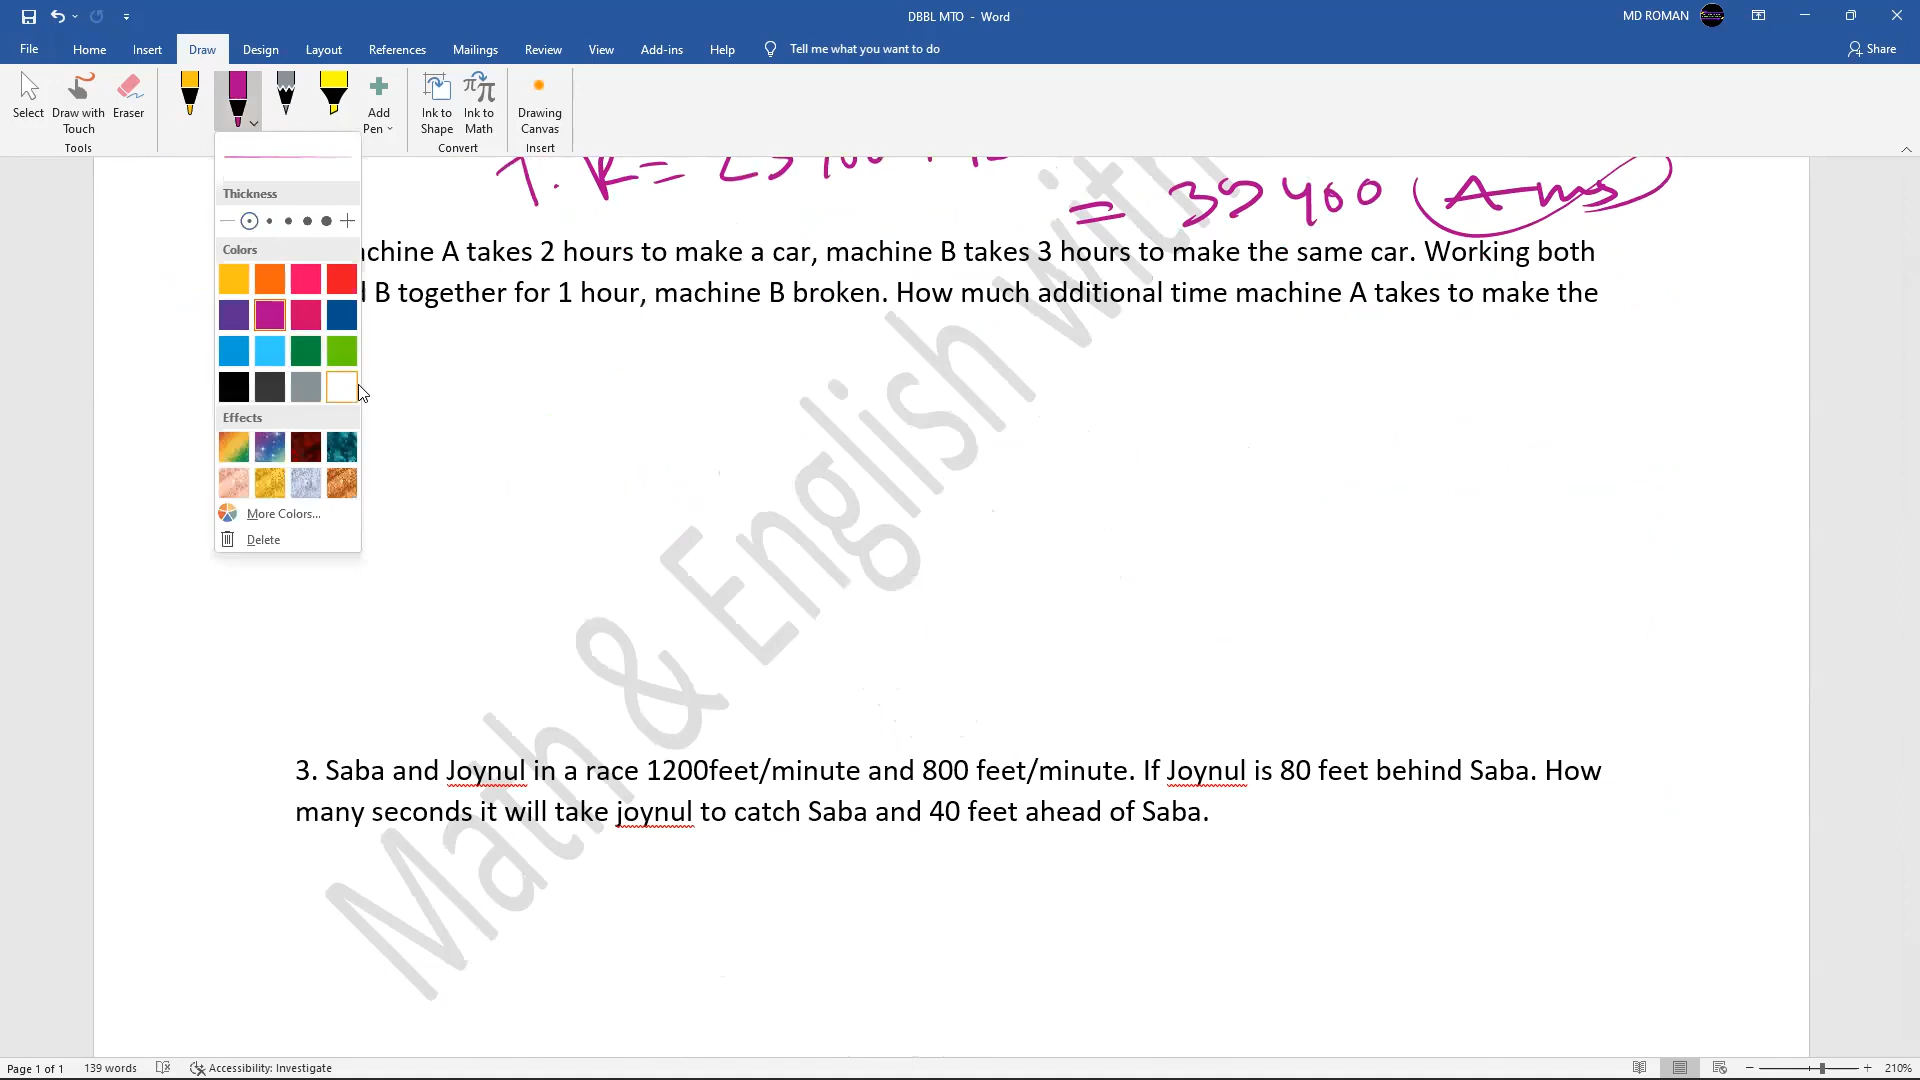 DBBL MTO - Word
MD ROMAN
File Home Insert Draw Design Layout References Mailings Review View Add-ins Help Tell me what you want to do Share
Select Draw with Touch Eraser Add Pen Ink to Shape Ink to Math Drawing Canvas
Tools Convert Insert
Thickness
Colors
Effects
More Colors...
Delete
= 35400 (Ans)
achine A takes 2 hours to make a car, machine B takes 3 hours to make the same car. Working both
B together for 1 hour, machine B broken. How much additional time machine A takes to make the
Math & English with
3. Saba and Joynul in a race 1200feet/minute and 800 feet/minute. If Joynul is 80 feet behind Saba. How
many seconds it will take joynul to catch Saba and 40 feet ahead of Saba.
Page 1 of 1 139 words Accessibility: Investigate 210%